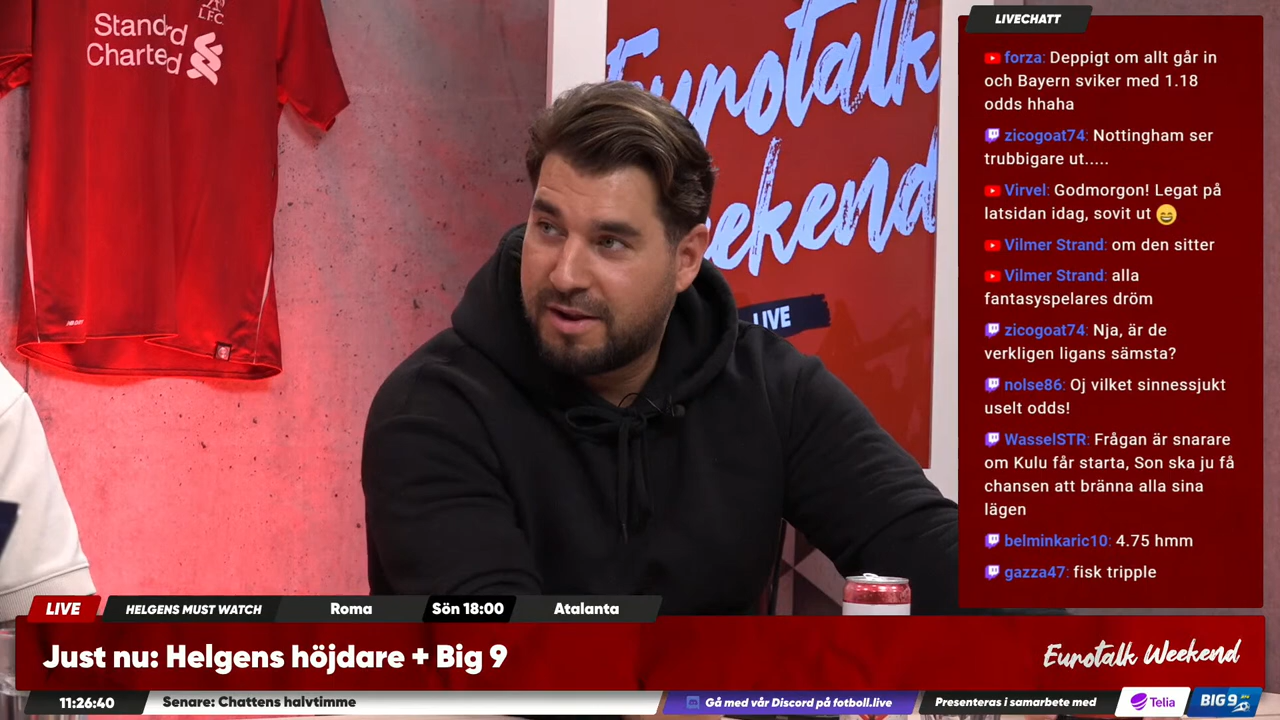 Standard
Chartered
L.F.C.
Eurotalk
Weekend
LIVE
LIVECHATT
forza: Deppigt om allt går in
och Bayern sviker med 1.18
odds hhaha
zicogoat74: Nottingham ser
trubbigare ut.....
Virvel: Godmorgon! Legat på
latsidan idag, sovit ut 😄
Vilmer Strand: om den sitter
Vilmer Strand: alla
fantasyspelares dröm
zicogoat74: Nja, är de
verkligen ligans sämsta?
nolse86: Oj vilket sinnessjukt
uselt odds!
WasselSTR: Frågan är snarare
om Kulu får starta, Son ska ju få
chansen att bränna alla sina
lägen
belminkaric10: 4.75 hmm
gazza47: fisk tripple
LIVE HELGENS MUST WATCH Roma Sön 18:00 Atalanta
Just nu: Helgens höjdare + Big 9
Eurotalk Weekend
11:26:40 Senare: Chattens halvtimme Gå med vår Discord på fotboll.live Presenteras i samarbete med Telia BIG 9